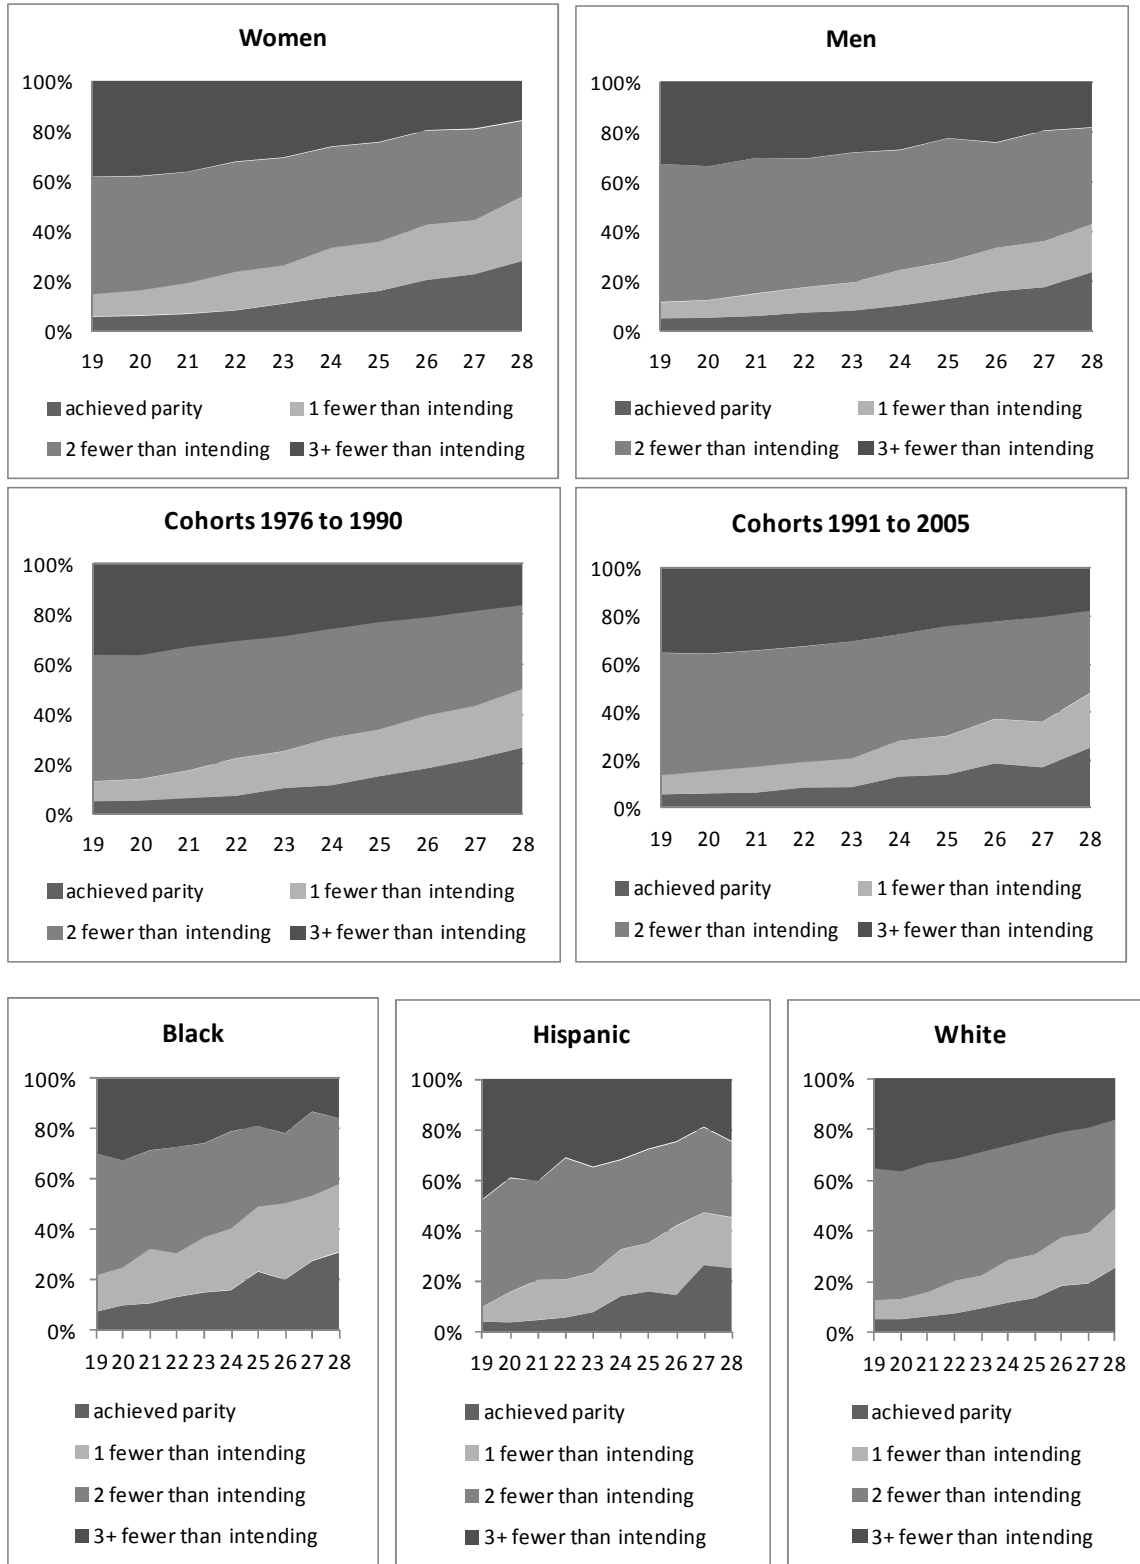 Women
100%
80%
60%
40%
20%
0%
19 20 21 22 23 24 25 26 27 28
achieved parity 1 fewer than intending
2 fewer than intending 3+ fewer than intending
Men
100%
80%
60%
40%
20%
0%
19 20 21 22 23 24 25 26 27 28
achieved parity 1 fewer than intending
2 fewer than intending 3+ fewer than intending
Cohorts 1976 to 1990
100%
80%
60%
40%
20%
0%
19 20 21 22 23 24 25 26 27 28
achieved parity 1 fewer than intending
2 fewer than intending 3+ fewer than intending
Cohorts 1991 to 2005
100%
80%
60%
40%
20%
0%
19 20 21 22 23 24 25 26 27 28
achieved parity 1 fewer than intending
2 fewer than intending 3+ fewer than intending
Black
100%
80%
60%
40%
20%
0%
19 20 21 22 23 24 25 26 27 28
achieved parity
1 fewer than intending
2 fewer than intending
3+ fewer than intending
Hispanic
100%
80%
60%
40%
20%
0%
19 20 21 22 23 24 25 26 27 28
achieved parity
1 fewer than intending
2 fewer than intending
3+ fewer than intending
White
100%
80%
60%
40%
20%
0%
19 20 21 22 23 24 25 26 27 28
achieved parity
1 fewer than intending
2 fewer than intending
3+ fewer than intending